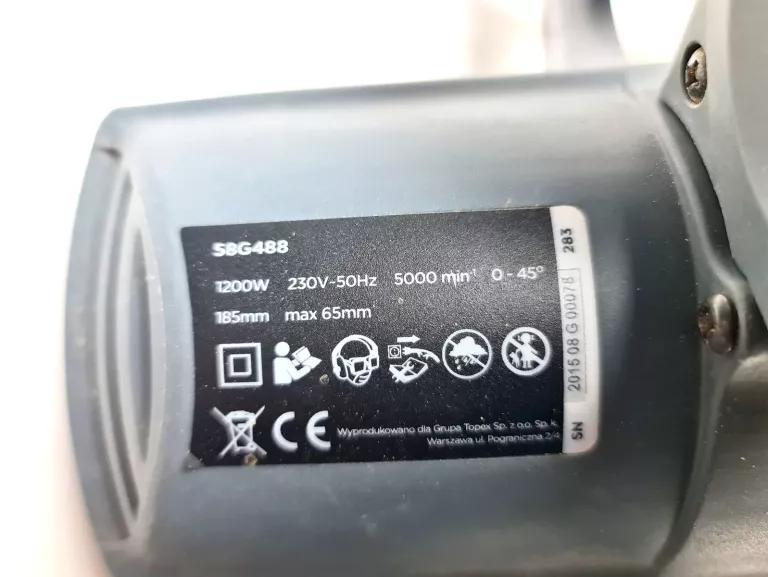 58G488
1200W 230V~50Hz 5000 min⁻¹ 0 - 45°
185mm max 65mm
CE
Wyprodukowano dla Grupa Topex Sp. z o.o. Sp. k.
Warszawa ul. Pograniczna 2/4
SN 2015 08 G 00078 283